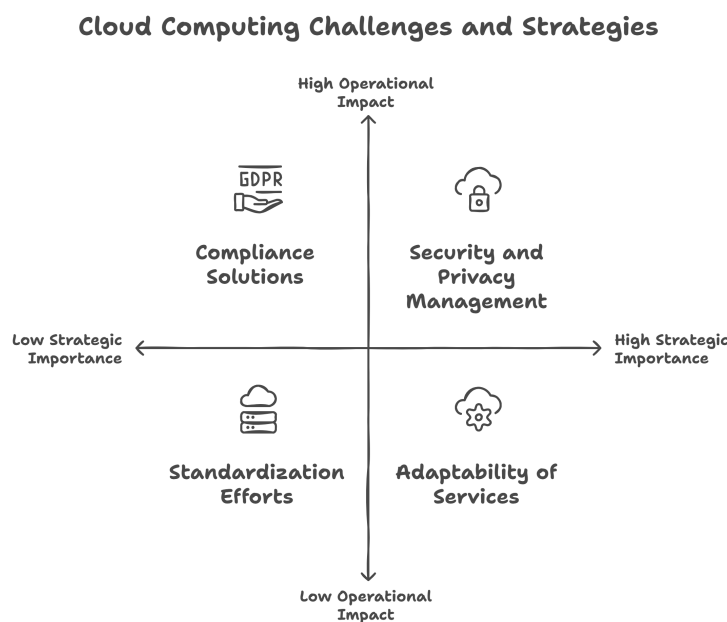 Cloud Computing Challenges and Strategies
High Operational
Impact
GDPR
Compliance
Solutions
Security and
Privacy
Management
Low Strategic
Importance
High Strategic
Importance
Standardization
Efforts
Adaptability of
Services
Low Operational
Impact